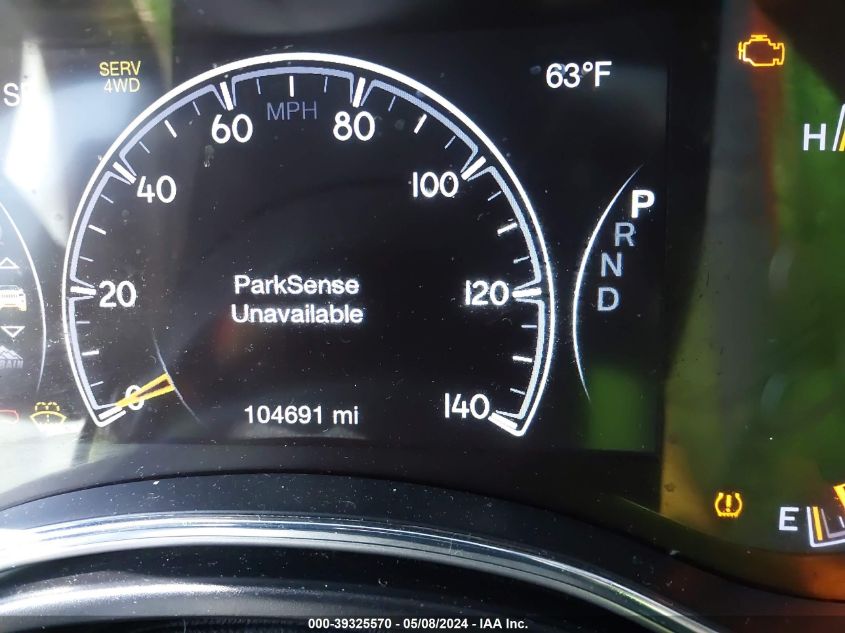 SERV
4WD
63°F
MPH
60
80
40
100
20
120
0
140
H
P
R
N
D
ParkSense
Unavailable
104691 mi
E
000-39325570 - 05/08/2024 - IAA Inc.